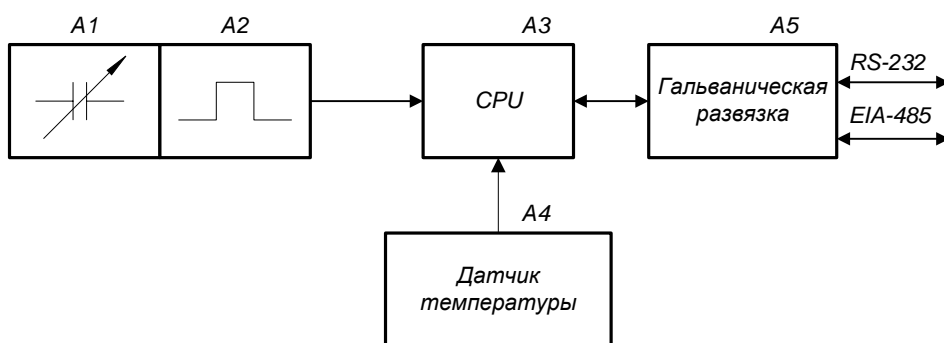 A1
A2
A3
A5
CPU
Гальваническая
развязка
RS-232
EIA-485
A4
Датчик
температуры